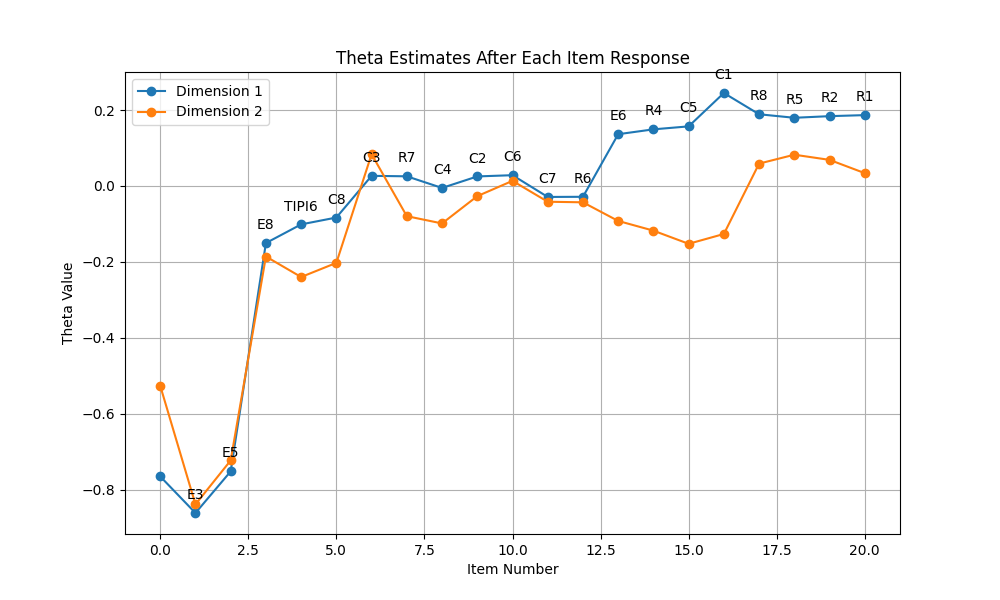 Theta Estimates After Each Item Response
Dimension 1
Dimension 2
Theta Value
0.2
0.0
−0.2
−0.4
−0.6
−0.8
E3
E5
E8
TIPI6
C8
C3
R7
C4
C2
C6
C7
R6
E6
R4
C5
C1
R8
R5
R2
R1
0.0
2.5
5.0
7.5
10.0
12.5
15.0
17.5
20.0
Item Number